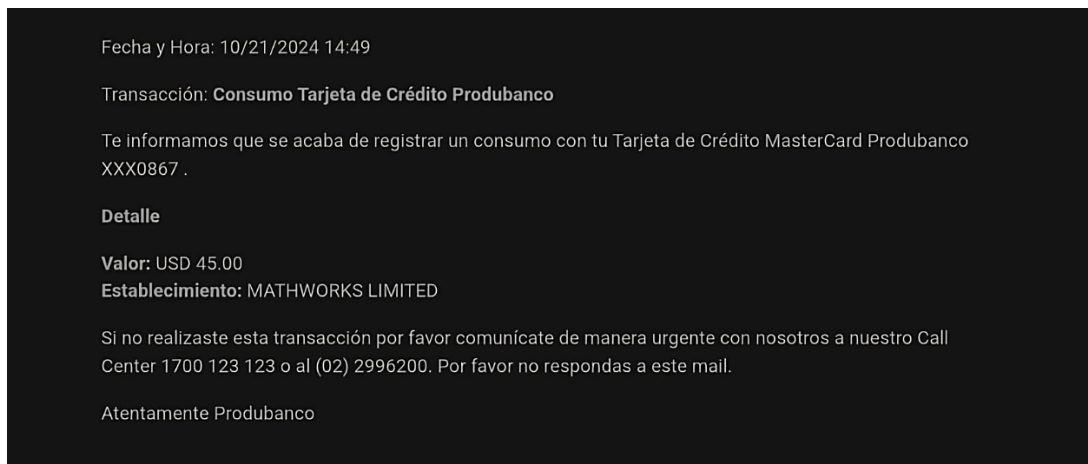 Fecha y Hora: 10/21/2024 14:49
Transacción: Consumo Tarjeta de Crédito Produbanco
Te informamos que se acaba de registrar un consumo con tu Tarjeta de Crédito MasterCard Produbanco
XXX0867 .
Detalle
Valor: USD 45.00
Establecimiento: MATHWORKS LIMITED
Si no realizaste esta transacción por favor comunícate de manera urgente con nosotros a nuestro Call
Center 1700 123 123 o al (02) 2996200. Por favor no respondas a este mail.
Atentamente Produbanco